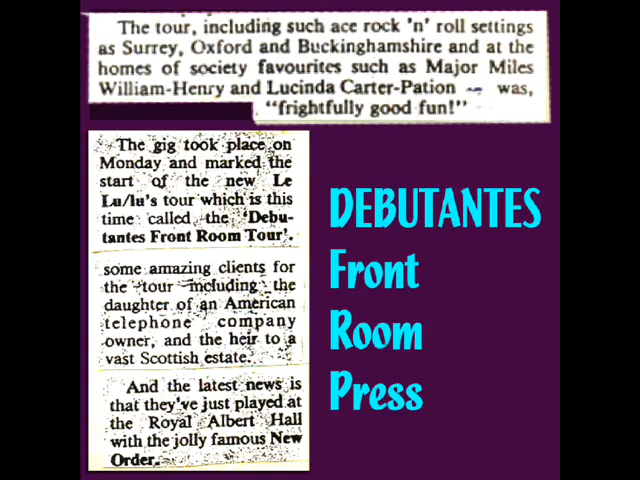 The tour, including such ace rock 'n' roll settings
as Surrey, Oxford and Buckinghamshire and at the
homes of society favourites such as Major Miles
William-Henry and Lucinda Carter-Pation was,
"frightfully good fun!"
The gig took place on
Monday and marked the
start of the new Le
Lu/lu's tour which is this
time called the 'Debu-
tantes Front Room Tour'.
some amazing clients for
the tour including the
daughter of an American
telephone company
owner, and the heir to a
vast Scottish estate.
And the latest news is
that they've just played at
the Royal Albert Hall
with the jolly famous New
Order.
DEBUTANTES
Front
Room
Press